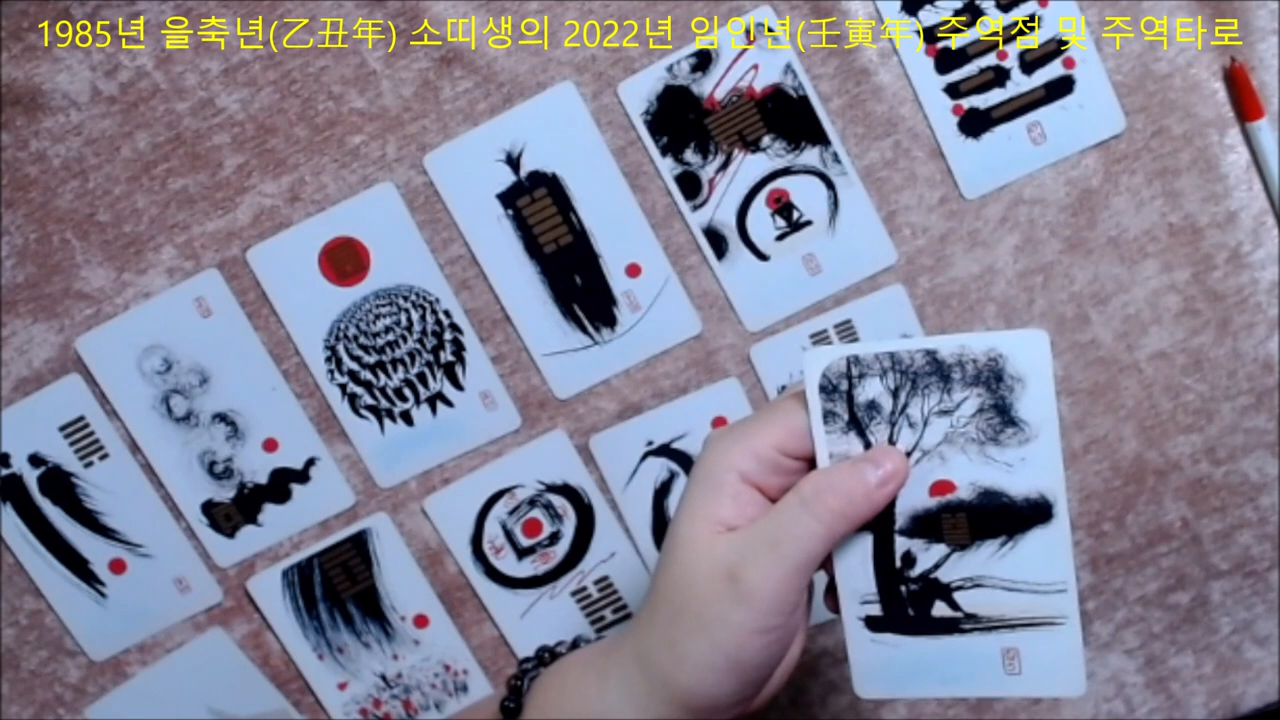 1985년 을축년(乙丑年) 소띠생의 2022년 임인년(壬寅年) 주역점 및 주역타로